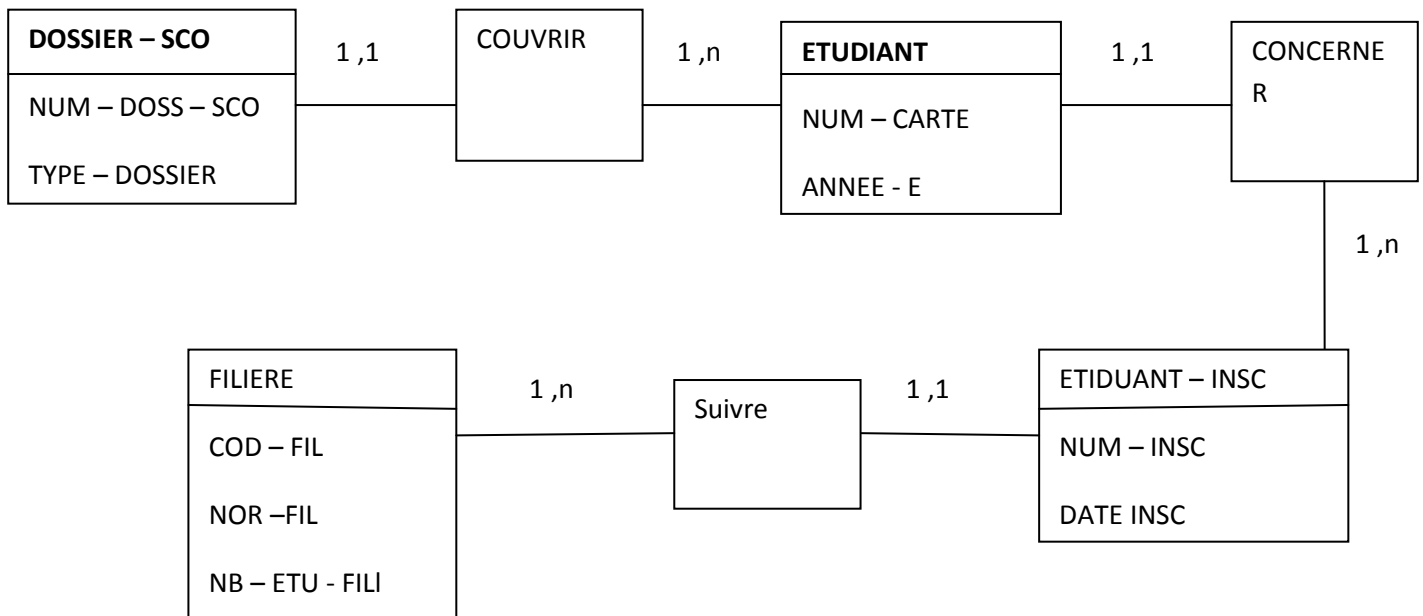 DOSSIER – SCO
NUM – DOSS – SCO
TYPE – DOSSIER
1 ,1
COUVRIR
1 ,n
ETUDIANT
NUM – CARTE
ANNEE - E
1 ,1
CONCERNE
R
1 ,n
FILIERE
COD – FIL
NOR –FIL
NB – ETU - FILl
1 ,n
Suivre
1 ,1
ETIDUANT – INSC
NUM – INSC
DATE INSC